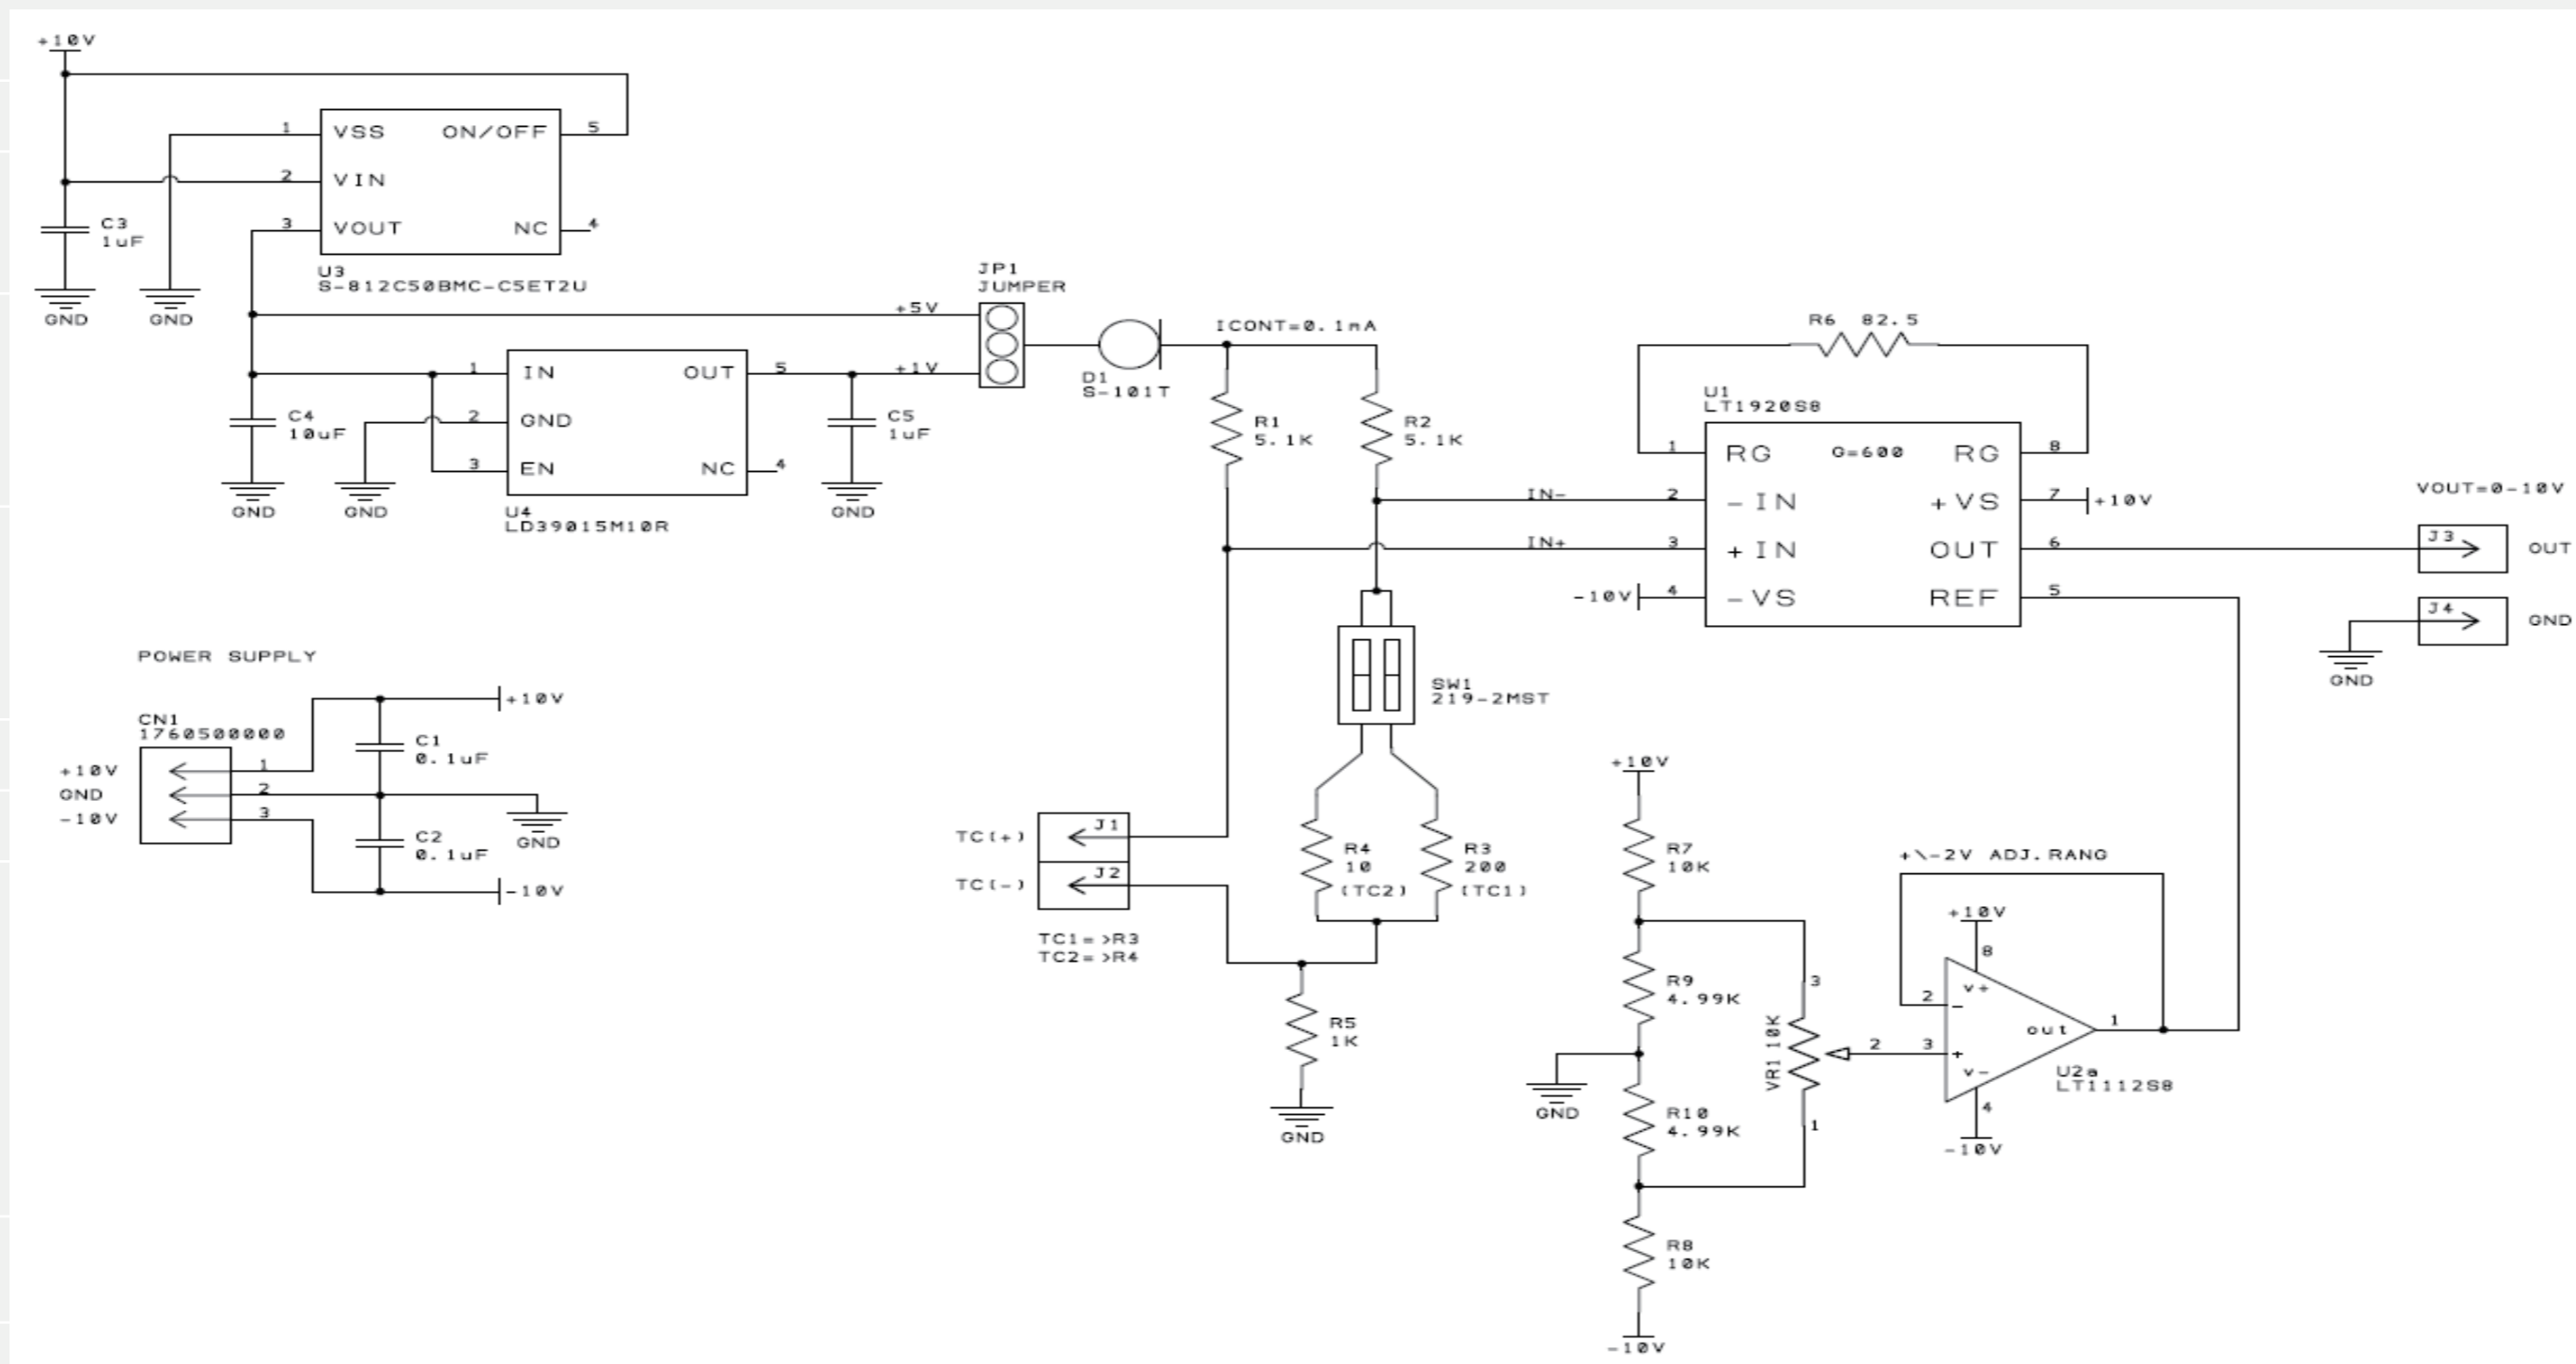 +10V
1
VSS
ON/OFF
5
2
VIN
3
VOUT
NC
4
C3
1uF
GND
GND
U3
S-812C50BMC-C5ET2U
+5V
JP1
JUMPER
1
IN
OUT
5
+1V
2
GND
3
EN
NC
4
C4
10uF
C5
1uF
GND
GND
GND
U4
LD39015M10R
D1
S-101T
ICONT=0.1mA
R1
5.1K
R2
5.1K
R6 82.5
U1
LT1920S8
1
RG
G=600
RG
8
IN-
2
-IN
+VS
7
+10V
IN+
3
+IN
OUT
6
-10V
4
-VS
REF
5
VOUT=0-10V
J3
OUT
J4
GND
GND
POWER SUPPLY
CN1
1760500000
+10V
GND
-10V
1
2
3
C1
0.1uF
C2
0.1uF
+10V
GND
-10V
SW1
219-2MST
TC(+)
J1
TC(-)
J2
TC1=>R3
TC2=>R4
R4
10
(TC2)
R3
200
(TC1)
R5
1K
GND
+10V
R7
10K
R9
4.99K
GND
R10
4.99K
R8
10K
-10V
3
VR1 10K
2
1
+\-2V ADJ.RANG
+10V
8
V+
2
-
3
+
V-
4
-10V
out
1
U2a
LT1112S8